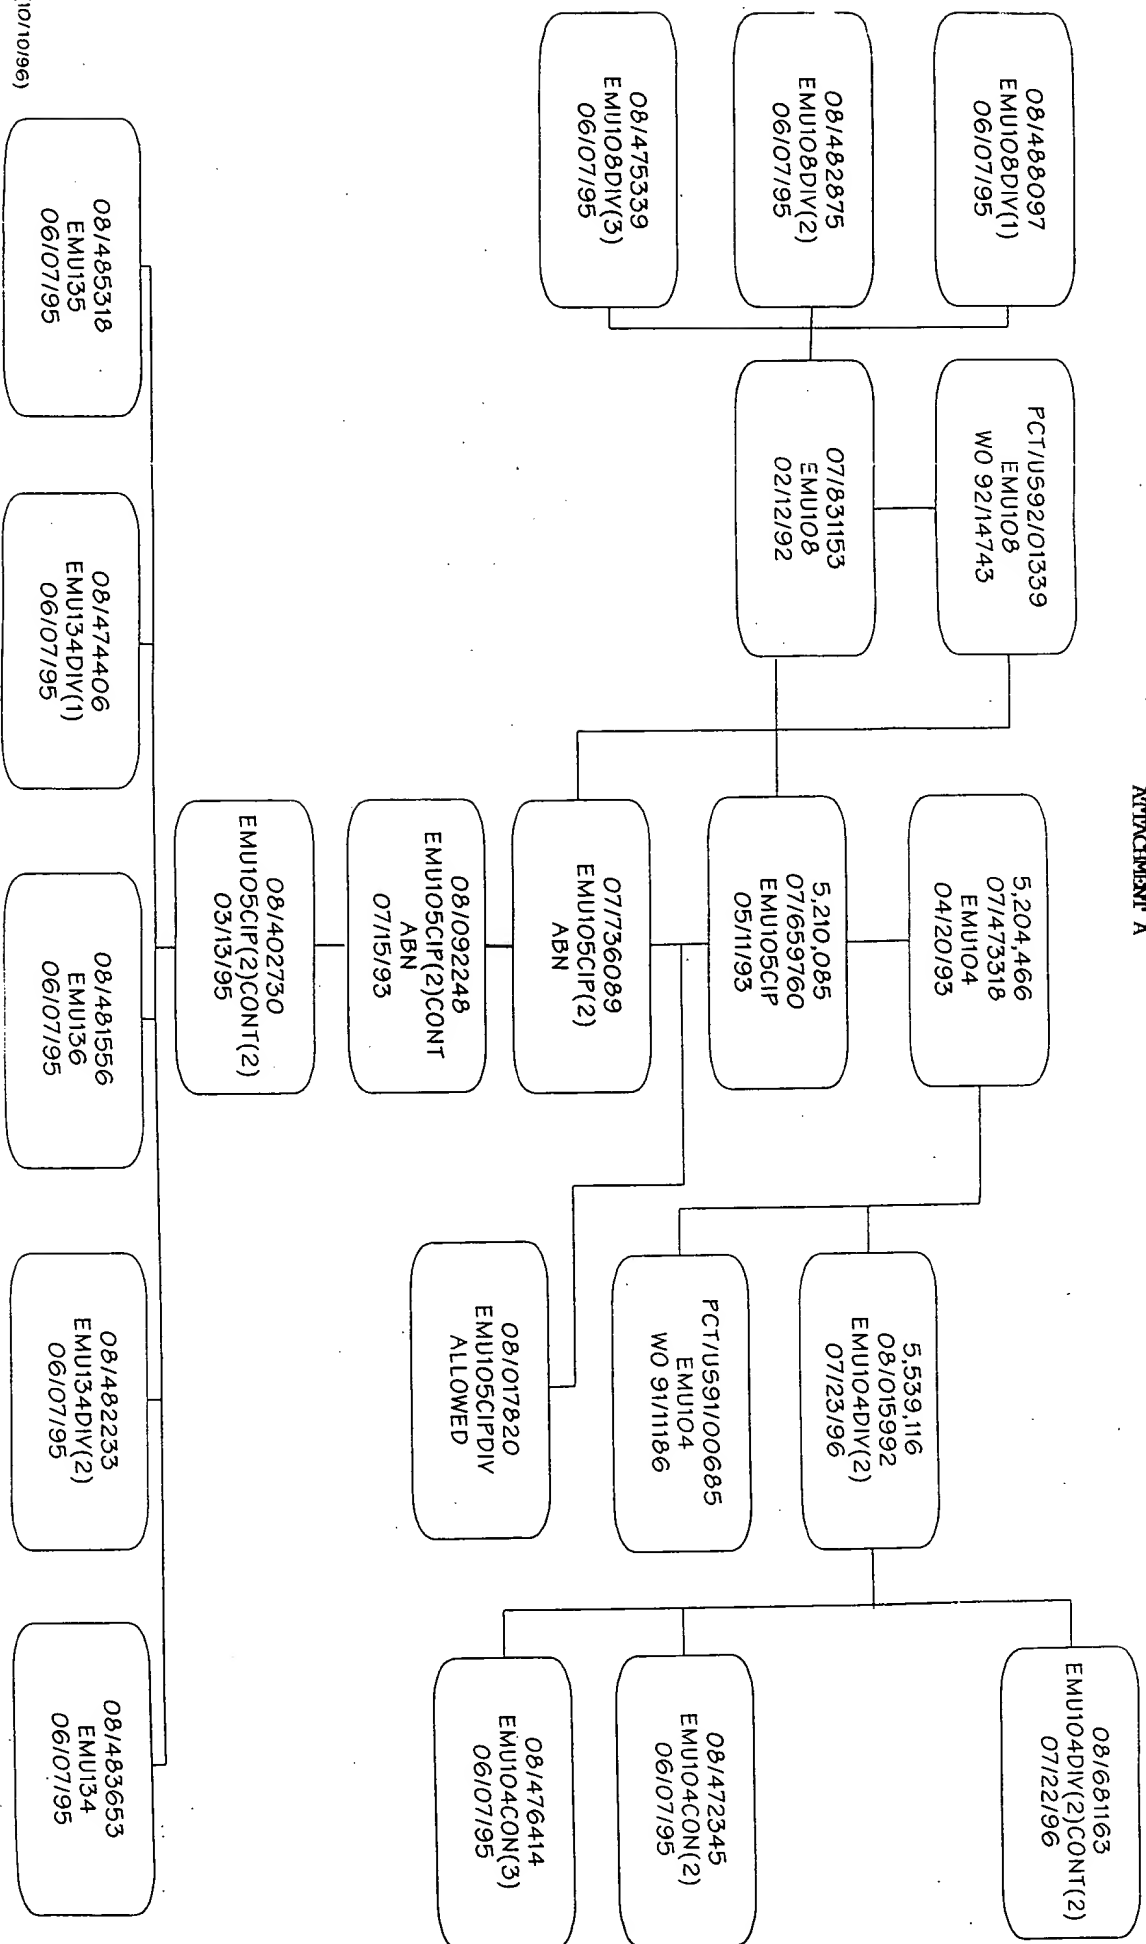 ATTACHMENT A
08/488097
EMU108DIV(1)
06/07/95
PCT/US92/01339
EMU108
WO 92/14743
5,204,466
07/473318
EMU104
04/20/93
08/681163
EMU104DIV(2)CONT(2)
07/22/96
08/482875
EMU108DIV(2)
06/07/95
07/831153
EMU108
02/12/92
5,210,085
07/659760
EMU105CIP
05/11/93
5,539,116
08/015992
EMU104DIV(2)
07/23/96
PCT/US91/00685
EMU104
WO 91/11186
08/472345
EMU104CON(2)
06/07/95
08/475339
EMU108DIV(3)
06/07/95
07/736089
EMU105CIP(2)
ABN
08/017820
EMU105CIPDIV
ALLOWED
08/476414
EMU104CON(3)
06/07/95
08/092248
EMU105CIP(2)CONT
ABN
07/15/93
08/402730
EMU105CIP(2)CONT(2)
03/13/95
08/485318
EMU135
06/07/95
08/474406
EMU134DIV(1)
06/07/95
08/481556
EMU136
06/07/95
08/482233
EMU134DIV(2)
06/07/95
08/483653
EMU134
06/07/95
10/10/96)